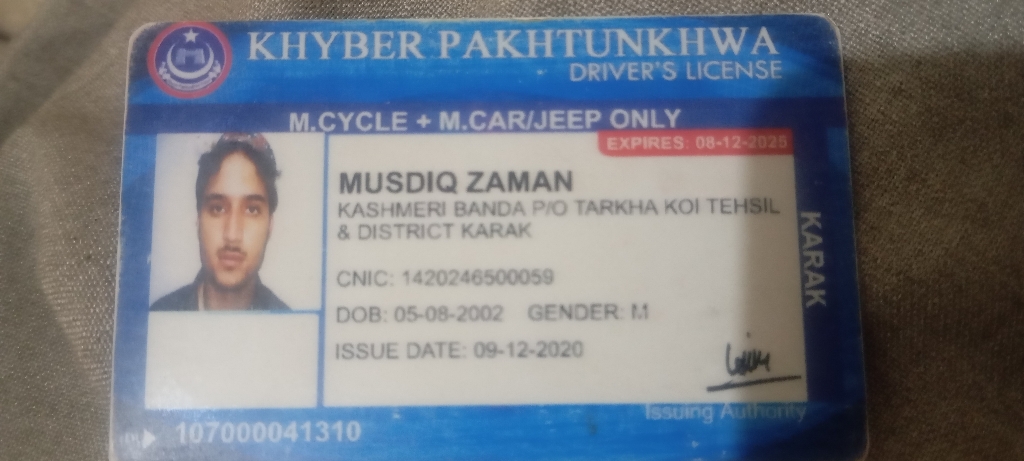 KHYBER PAKHTUNKHWA
DRIVER'S LICENSE
M.CYCLE + M.CAR/JEEP ONLY
EXPIRES: 08-12-2025
MUSDIQ ZAMAN
KASHMERI BANDA P/O TARKHA KOI TEHSIL
& DISTRICT KARAK
CNIC: 1420246500059
DOB: 05-08-2002 GENDER: M
ISSUE DATE: 09-12-2020
KARAK
Issuing Authority
107000041310